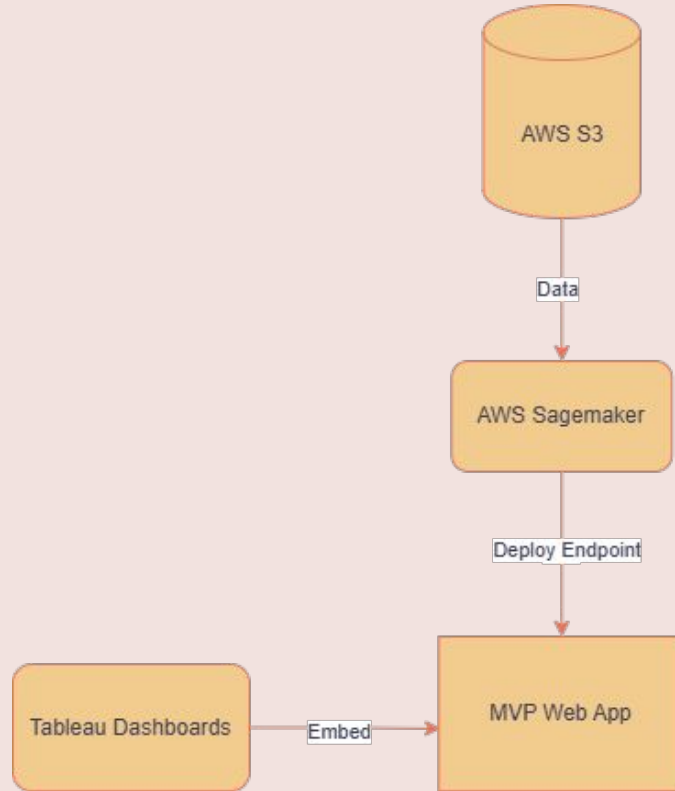 AWS S3
Data
AWS Sagemaker
Deploy Endpoint
Tableau Dashboards
Embed
MVP Web App